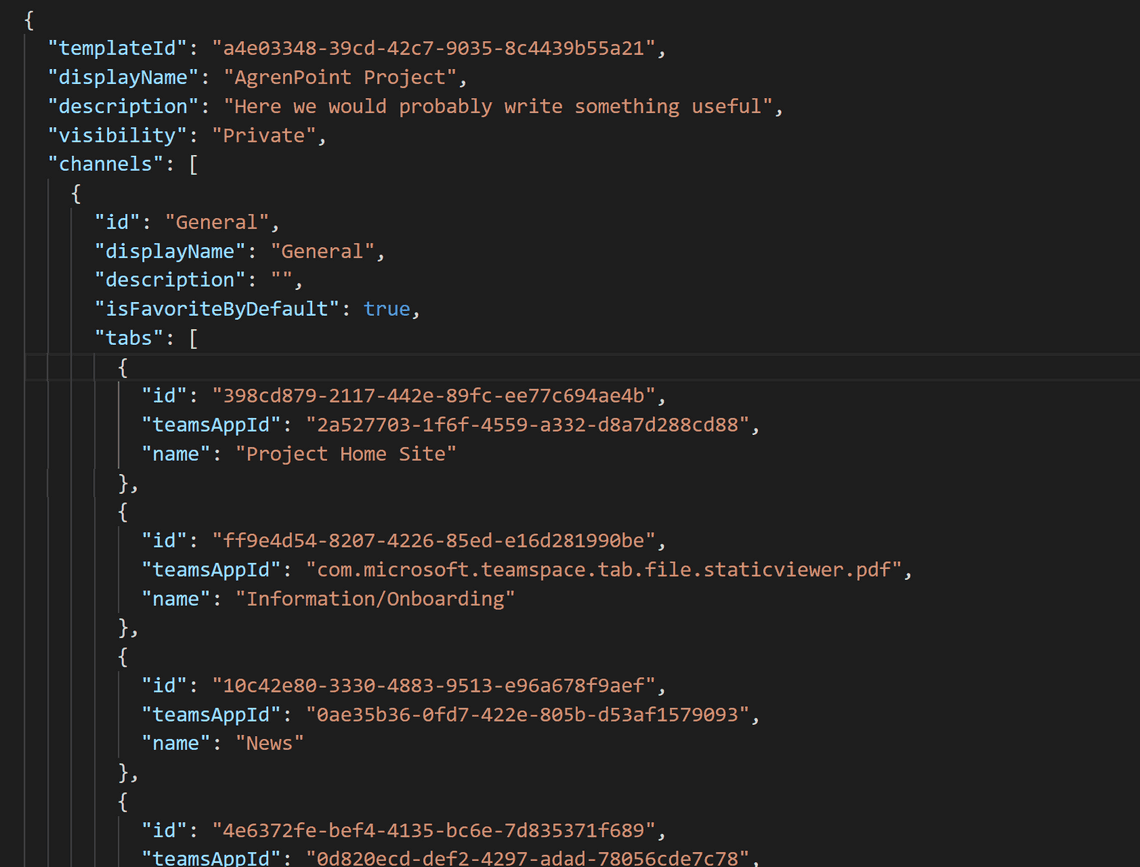 {
"templateId": "a4e03348-39cd-42c7-9035-8c4439b55a21",
"displayName": "AgrenPoint Project",
"description": "Here we would probably write something useful",
"visibility": "Private",
"channels": [
{
"id": "General",
"displayName": "General",
"description": "",
"isFavoriteByDefault": true,
"tabs": [
{
"id": "398cd879-2117-442e-89fc-ee77c694ae4b",
"teamsAppId": "2a527703-1f6f-4559-a332-d8a7d288cd88",
"name": "Project Home Site"
},
{
"id": "ff9e4d54-8207-4226-85ed-e16d281990be",
"teamsAppId": "com.microsoft.teamspace.tab.file.staticviewer.pdf",
"name": "Information/Onboarding"
},
{
"id": "10c42e80-3330-4883-9513-e96a678f9aef",
"teamsAppId": "0ae35b36-0fd7-422e-805b-d53af1579093",
"name": "News"
},
{
"id": "4e6372fe-bef4-4135-bc6e-7d835371f689",
"teamsAppId": "0d820ecd-def2-4297-adad-78056cde7c78",